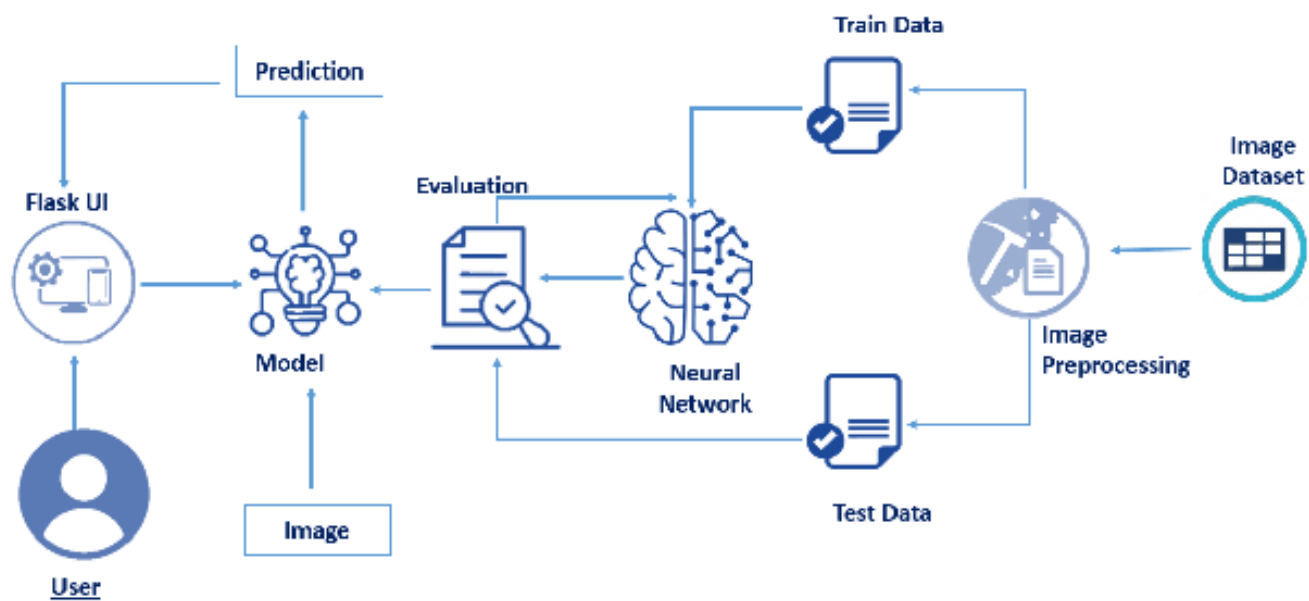 Train Data
Prediction
Image
Dataset
Evaluation
Flask UI
Image
Preprocessing
Model
Neural
Network
Image
Test Data
User